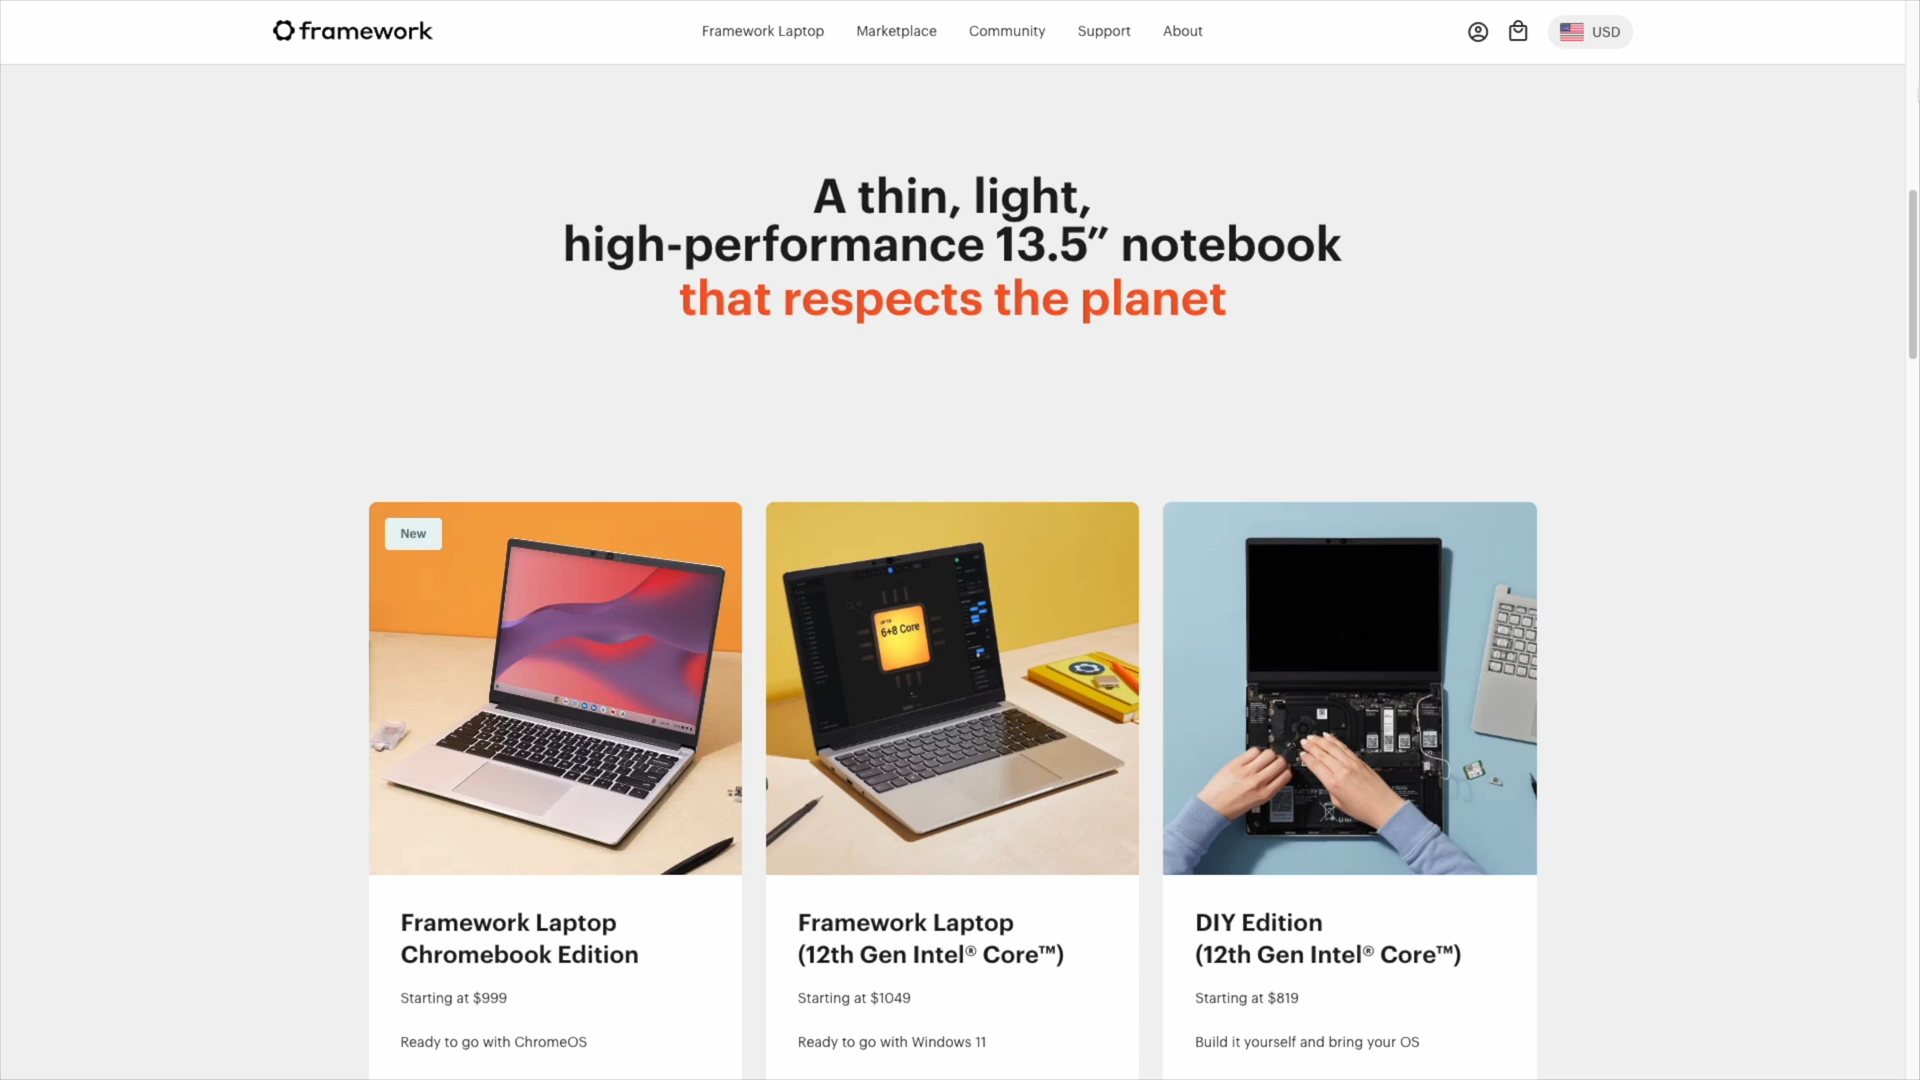 framework
Framework Laptop
Marketplace
Community
Support
About
USD
A thin, light,
high-performance 13.5” notebook
that respects the planet
New
UP TO
6+8 Core
Framework Laptop
Chromebook Edition
Starting at $999
Ready to go with ChromeOS
Framework Laptop
(12th Gen Intel® Core™)
Starting at $1049
Ready to go with Windows 11
DIY Edition
(12th Gen Intel® Core™)
Starting at $819
Build it yourself and bring your OS